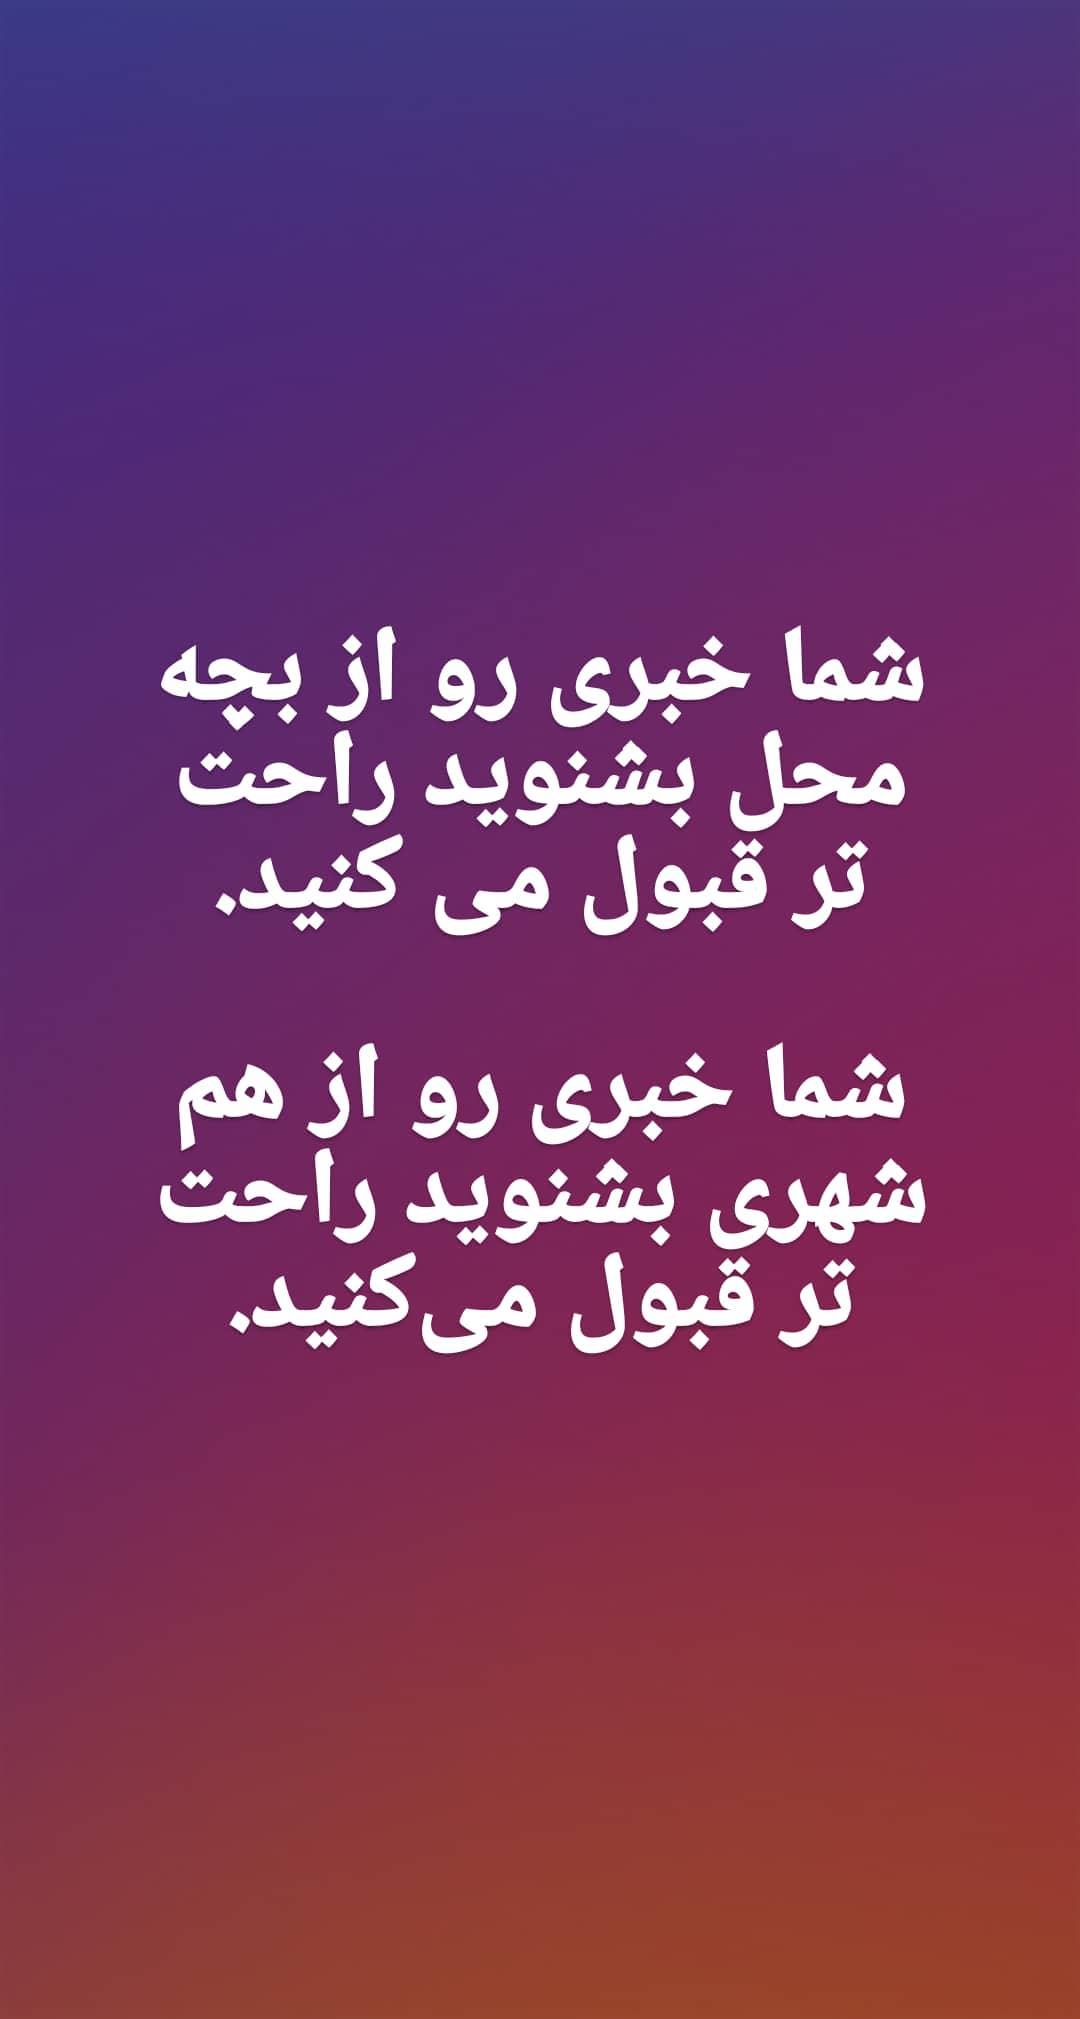 شما خبری رو از بچه
محل بشنوید راحت
تر قبول می کنید.
شما خبری رو از هم
شهری بشنوید راحت
تر قبول می‌کنید.